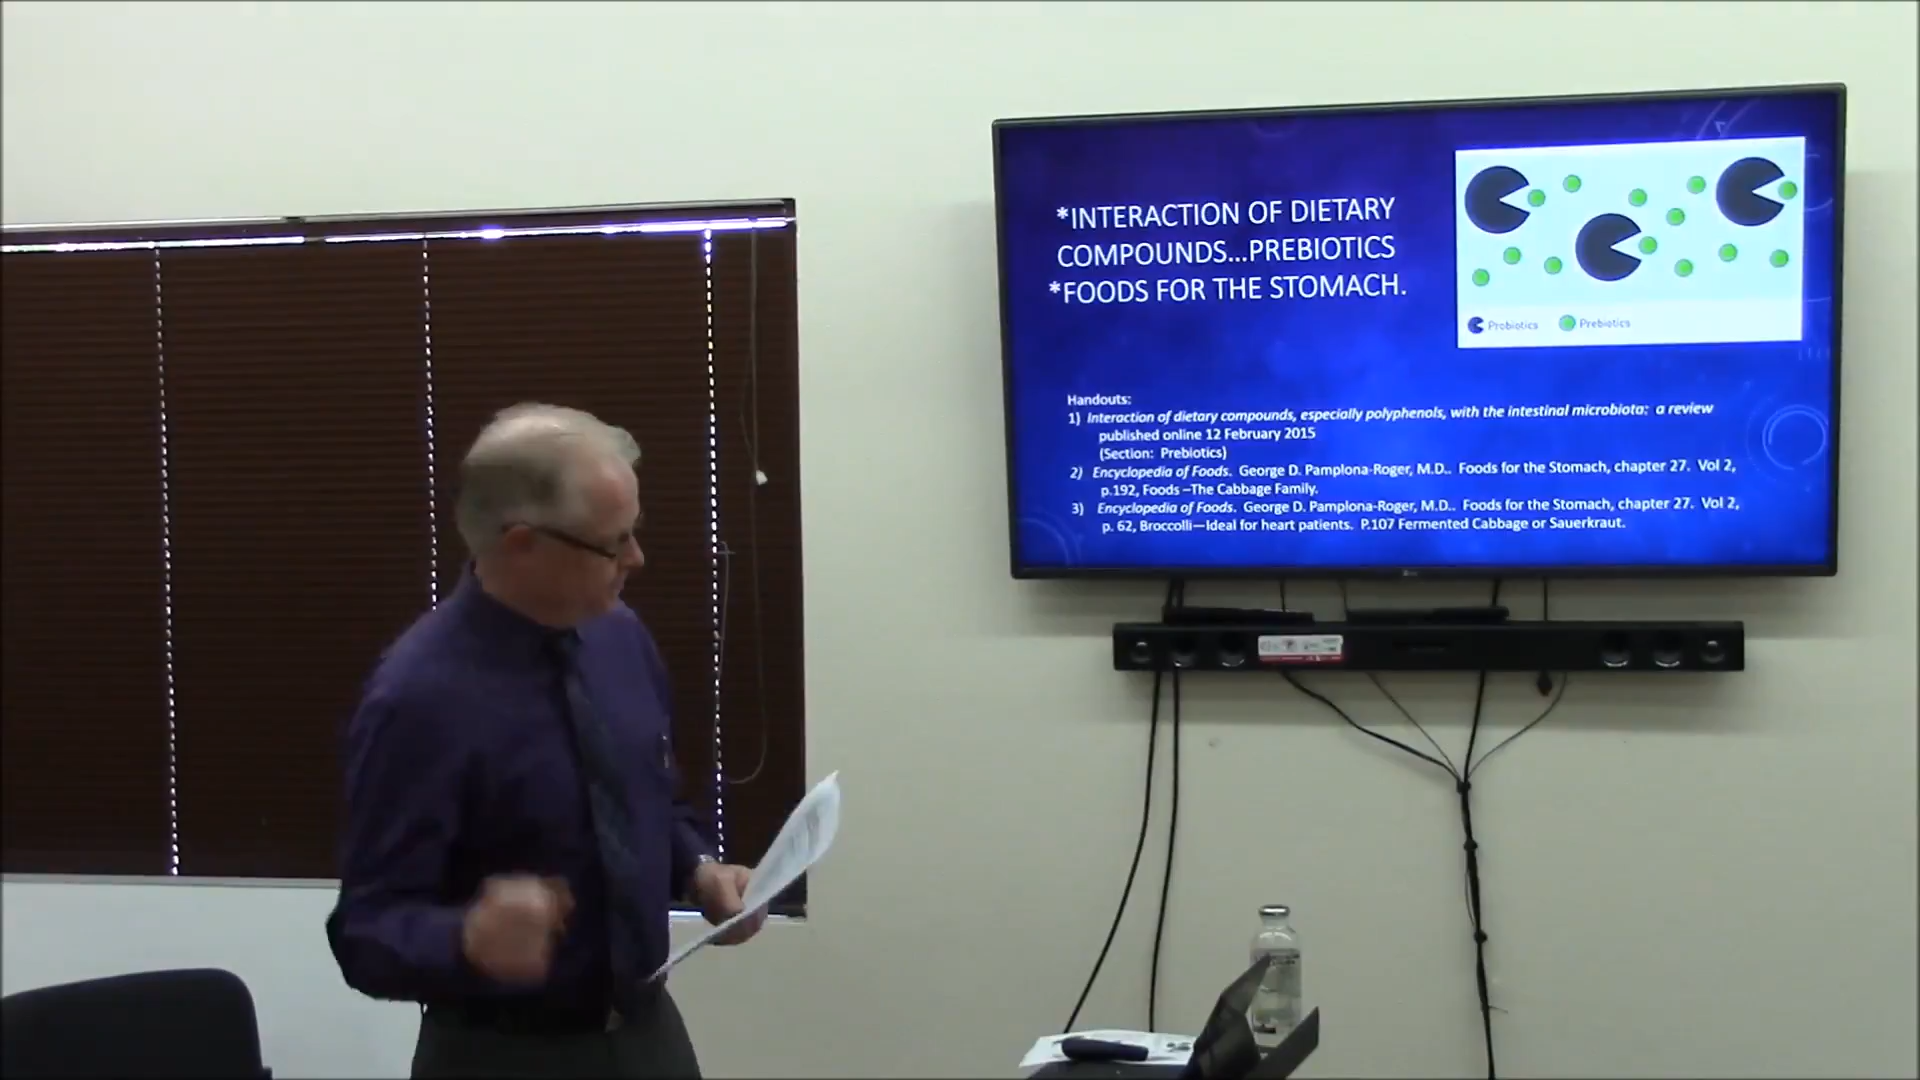 *INTERACTION OF DIETARY
COMPOUNDS...PREBIOTICS
*FOODS FOR THE STOMACH.
Probiotics
Prebiotics
Handouts:
1) Interaction of dietary compounds, especially polyphenols, with the intestinal microbiota: a review
published online 12 February 2015
(Section: Prebiotics)
2) Encyclopedia of Foods. George D. Pamplona-Roger, M.D.. Foods for the Stomach, chapter 27. Vol 2,
p.192, Foods –The Cabbage Family.
3) Encyclopedia of Foods. George D. Pamplona-Roger, M.D.. Foods for the Stomach, chapter 27. Vol 2,
p. 62, Broccolli—Ideal for heart patients. P.107 Fermented Cabbage or Sauerkraut.